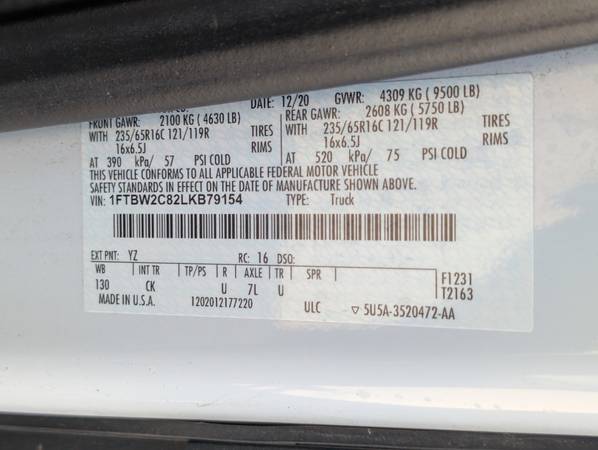 DATE: 12/20 GVWR: 4309 KG ( 9500 LB)
FRONT GAWR: 2100 KG ( 4630 LB) REAR GAWR: 2608 KG ( 5750 LB)
WITH 235/65R16C 121/119R TIRES WITH 235/65R16C 121/119R TIRES
16x6.5J RIMS 16x6.5J RIMS
AT 390 kPa/ 57 PSI COLD AT 520 kPa/ 75 PSI COLD
THIS VEHICLE CONFORMS TO ALL APPLICABLE FEDERAL MOTOR VEHICLE
SAFETY STANDARDS IN EFFECT ON THE DATE OF MANUFACTURE SHOWN ABOVE.
VIN: 1FTBW2C82LKB79154 TYPE: Truck
EXT PNT: YZ RC: 16 DSO:
WB INT TR TP/PS R AXLE TR SPR F1231
130 CK U 7L U T2163
MADE IN U.S.A. 1202012177220 ULC ▽ 5U5A-3520472-AA